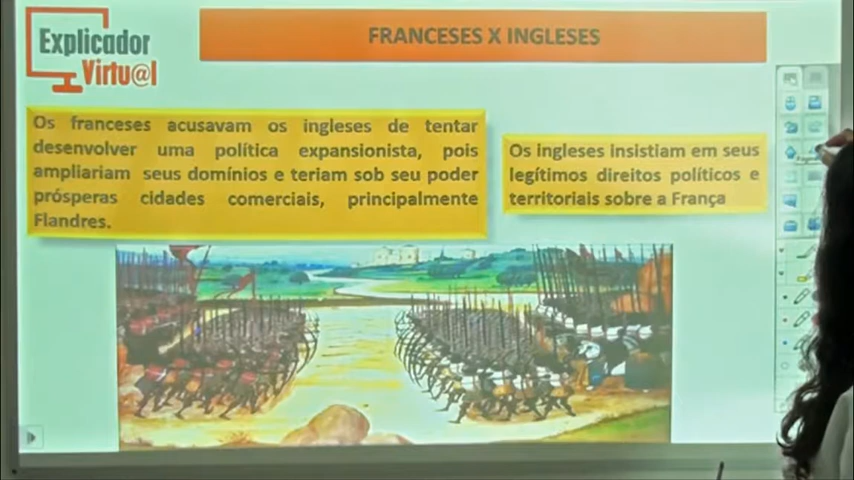 Explicador
Virtu@l
FRANCESES X INGLESES
Os franceses acusavam os ingleses de tentar
desenvolver uma política expansionista, pois
ampliariam seus domínios e teriam sob seu poder
prósperas cidades comerciais, principalmente
Flandres.
Os ingleses insistiam em seus
legítimos direitos políticos e
territoriais sobre a França